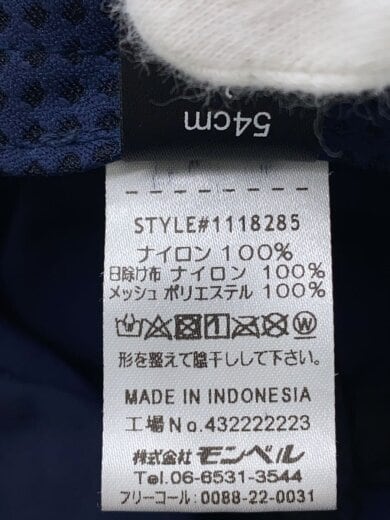 54cm
STYLE#1118285
ナイロン 100%
日除け布 ナイロン 100%
メッシュ ポリエステル 100%
形を整えて陰干しして下さい。
MADE IN INDONESIA
工場No.432222223
株式会社 モンベル
Tel.06-6531-3544
フリーコール:0088-22-0031